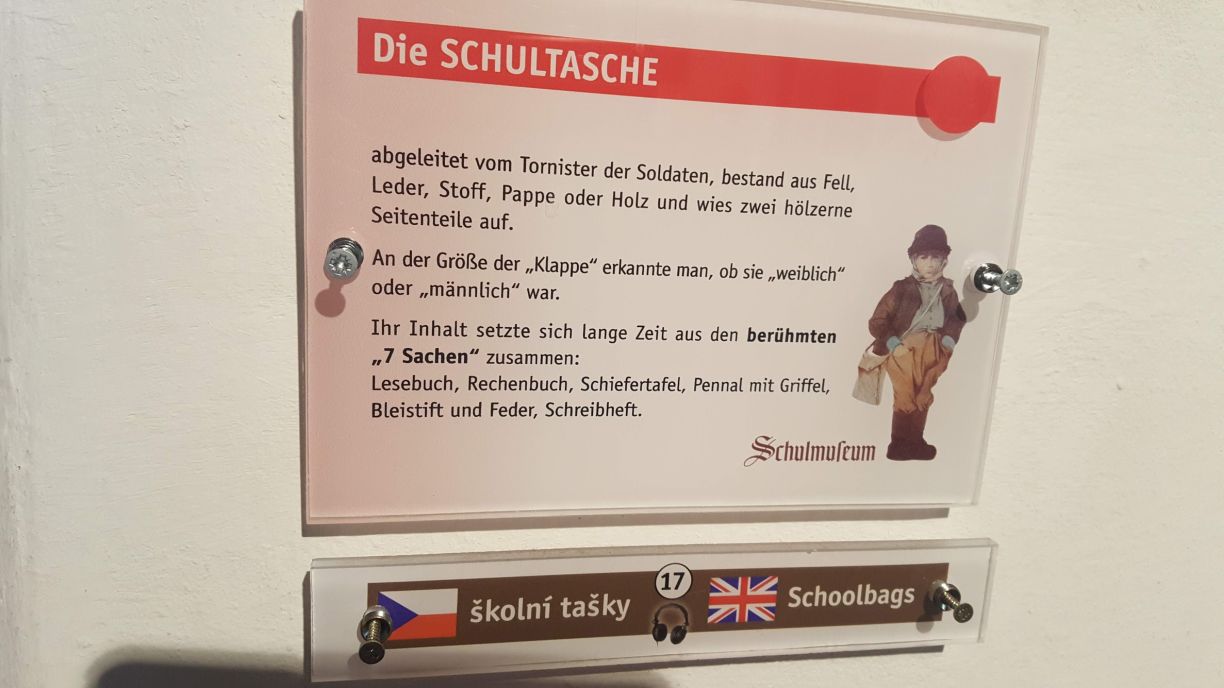 Die SCHULTASCHE
abgeleitet vom Tornister der Soldaten, bestand aus Fell,
Leder, Stoff, Pappe oder Holz und wies zwei hölzerne
Seitenteile auf.
An der Größe der „Klappe“ erkannte man, ob sie „weiblich“
oder „männlich“ war.
Ihr Inhalt setzte sich lange Zeit aus den berühmten
„7 Sachen“ zusammen:
Lesebuch, Rechenbuch, Schiefertafel, Pennal mit Griffel,
Bleistift und Feder, Schreibheft.
Schulmuſeum
školní tašky
17
Schoolbags